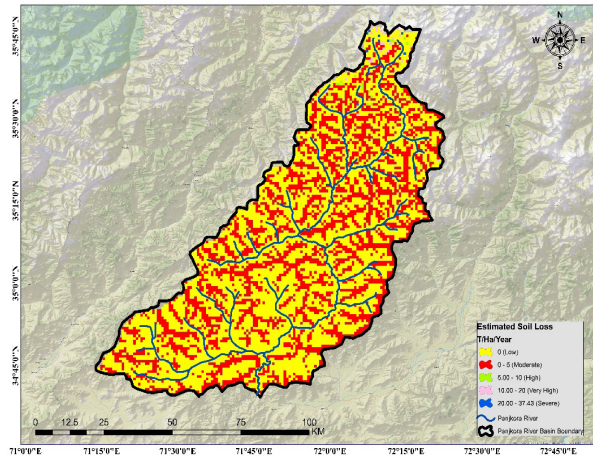 N
W E
S
35°45'0"N
35°30'0"N
35°15'0"N
35°0'0"N
34°45'0"N
Estimated Soil Loss
T/Ha/Year
0 (Low)
0 - 5 (Moderate)
5.00 - 10 (High)
10.00 - 20 (Very High)
20.00 - 37.43 (Severe)
Panjkora River
Panjkora River Basin Boundary
0 12.5 25 50 75 100
KM
71°0'0"E 71°15'0"E 71°30'0"E 71°45'0"E 72°0'0"E 72°15'0"E 72°30'0"E 72°45'0"E